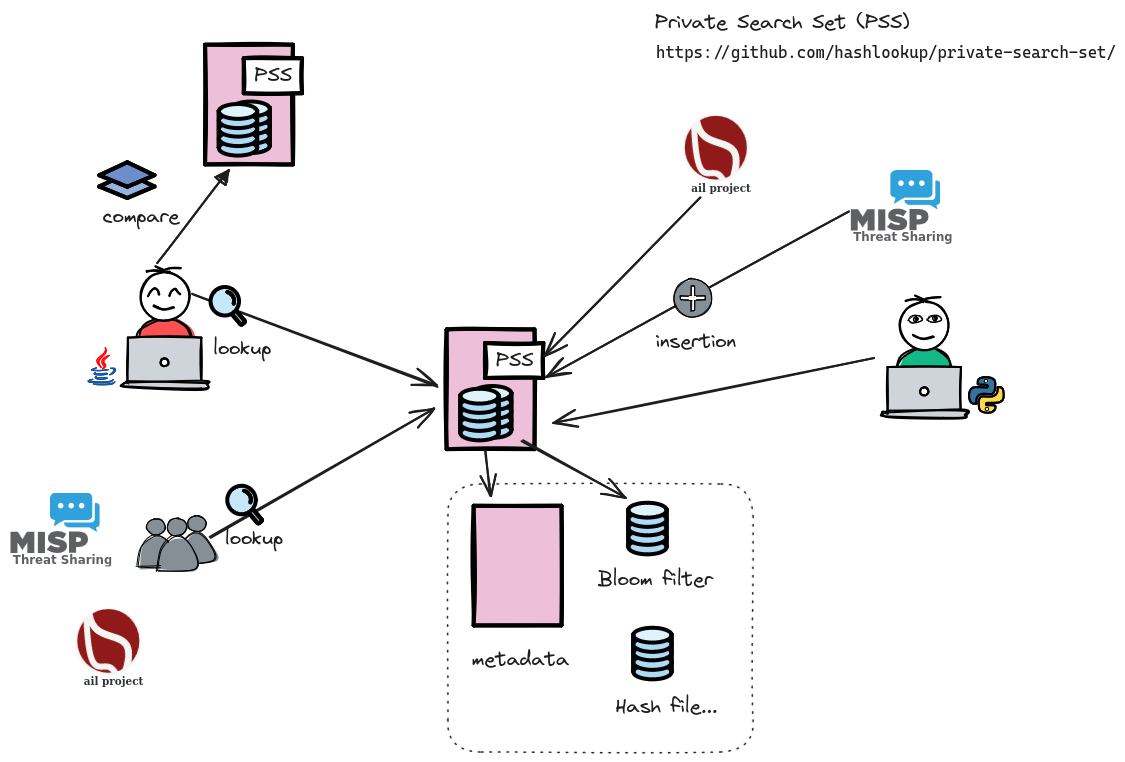 Private Search Set (PSS)
https://github.com/hashlookup/private-search-set/
PSS
compare
ail project
MISP
Threat Sharing
lookup
insertion
PSS
lookup
MISP
Threat Sharing
Bloom filter
metadata
ail project
Hash file...